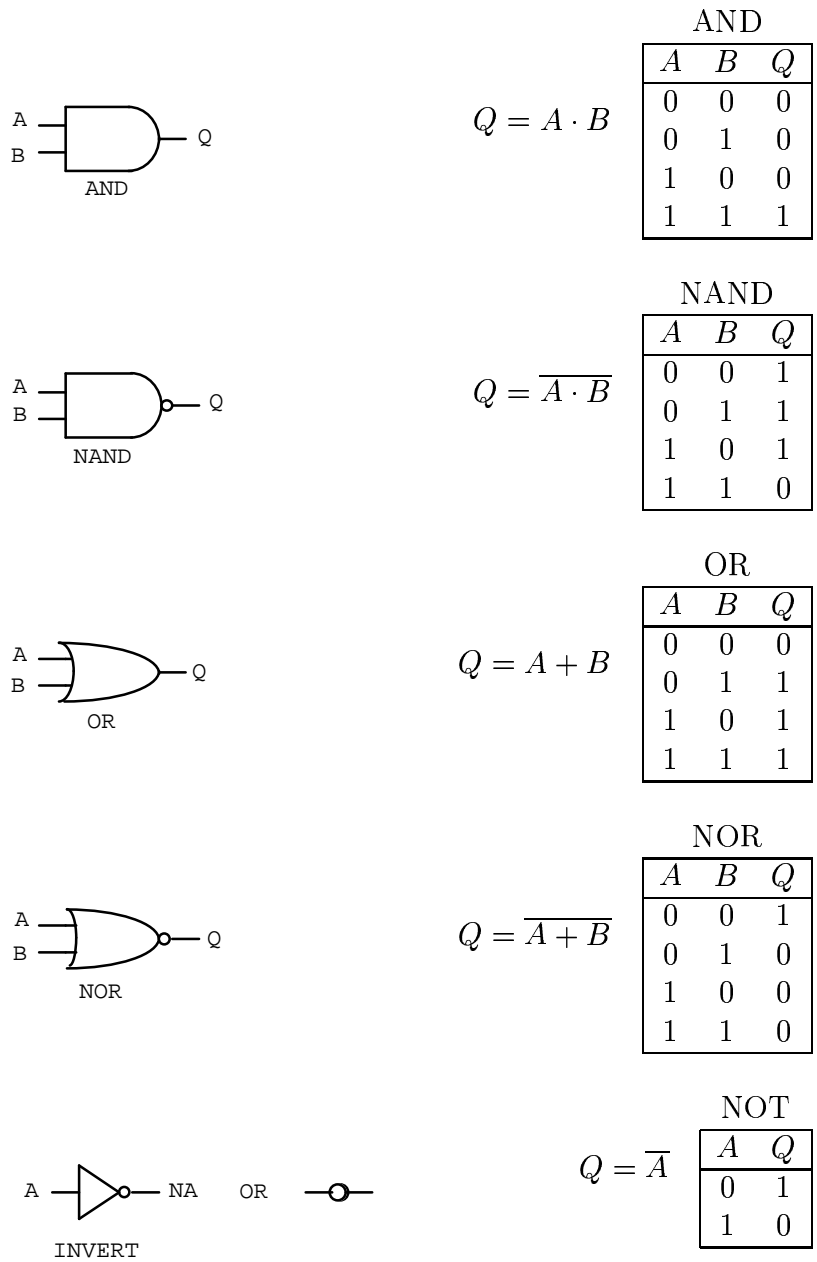 AND
A B Q
A
B
Q
AND
Q = A · B
0 0 0
0 1 0
1 0 0
1 1 1
NAND
A B Q
A
B
Q
NAND
Q = \overline{A · B}
0 0 1
0 1 1
1 0 1
1 1 0
OR
A B Q
A
B
Q
OR
Q = A + B
0 0 0
0 1 1
1 0 1
1 1 1
NOR
A B Q
A
B
Q
NOR
Q = \overline{A + B}
0 0 1
0 1 0
1 0 0
1 1 0
NOT
A Q
A NA OR
INVERT
Q = \overline{A}
0 1
1 0